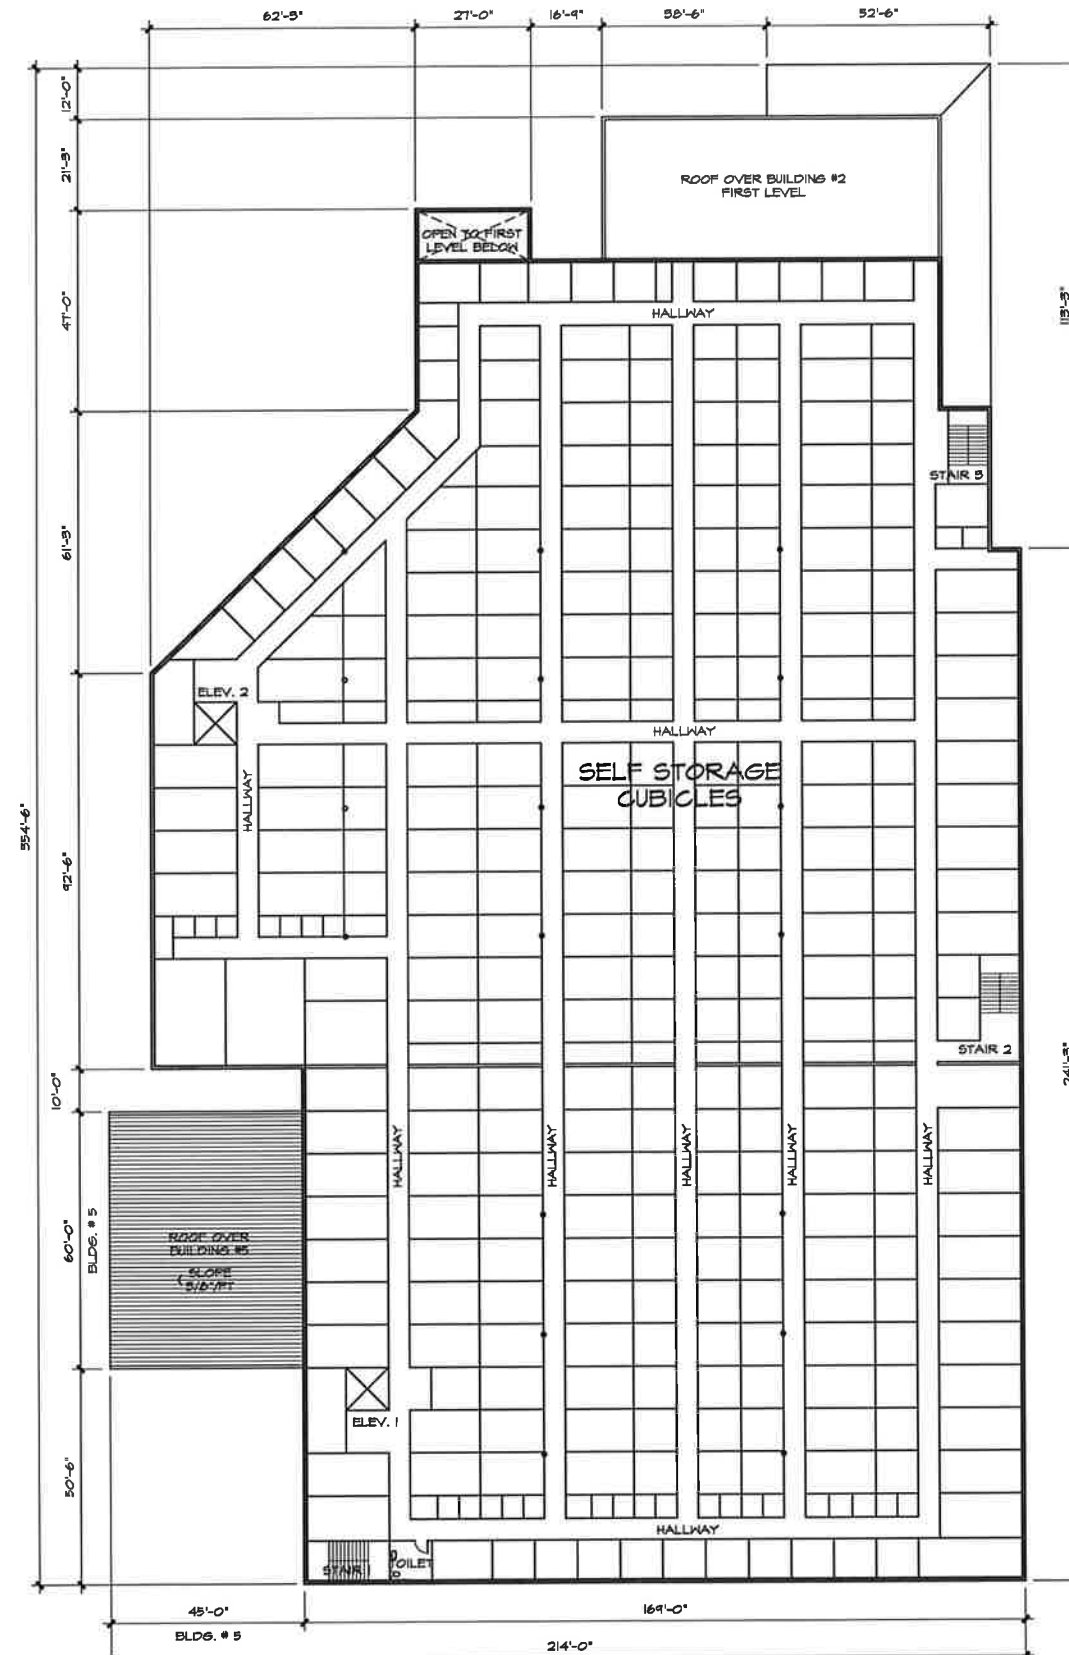 62'-3"
27'-0"
16'-9"
38'-6"
52'-6"
12'-0"
21'-3"
ROOF OVER BUILDING #2
FIRST LEVEL
OPEN TO FIRST
LEVEL BELOW
47'-0"
HALLWAY
113'-3"
STAIR 3
61'-3"
ELEV. 2
HALLWAY
SELF STORAGE
CUBICLES
HALLWAY
354'-6"
92'-6"
STAIR 2
241'-3"
10'-0"
HALLWAY
HALLWAY
HALLWAY
HALLWAY
HALLWAY
60'-0"
BLDG. # 5
ROOF OVER
BUILDING #5
SLOPE
ELEV. 1
50'-6"
HALLWAY
STAIR 1
TOILET
45'-0"
169'-0"
BLDG. # 5
214'-0"